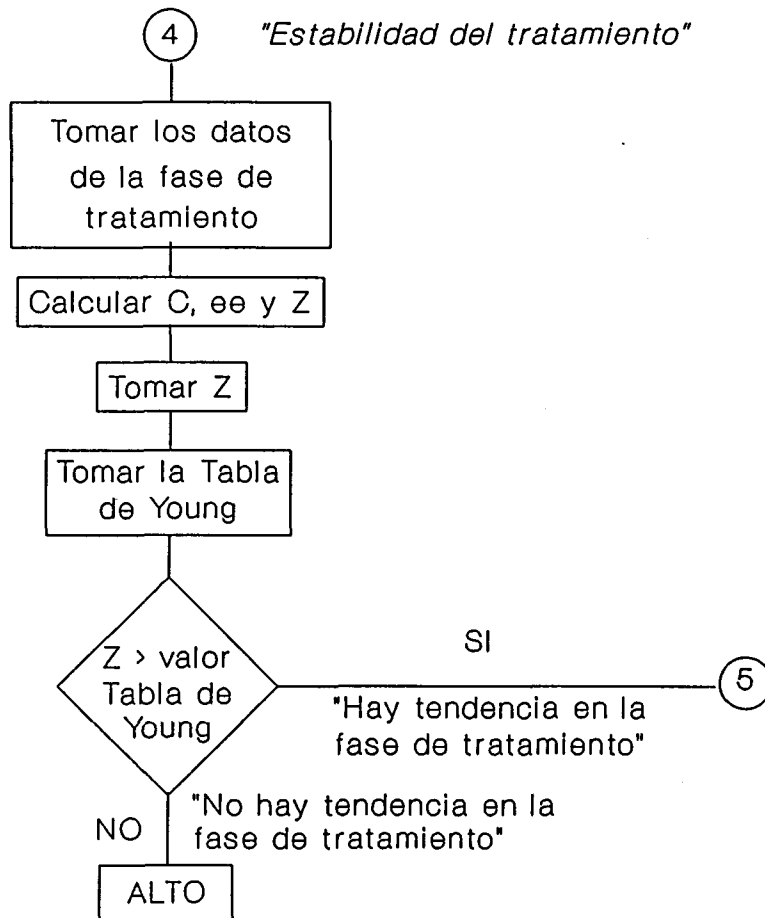 4
"Estabilidad del tratamiento"
Tomar los datos
de la fase de
tratamiento
Calcular C, ee y Z
Tomar Z
Tomar la Tabla
de Young
Z > valor
Tabla de
Young
SI
5
"Hay tendencia en la
fase de tratamiento"
NO
"No hay tendencia en la
fase de tratamiento"
ALTO